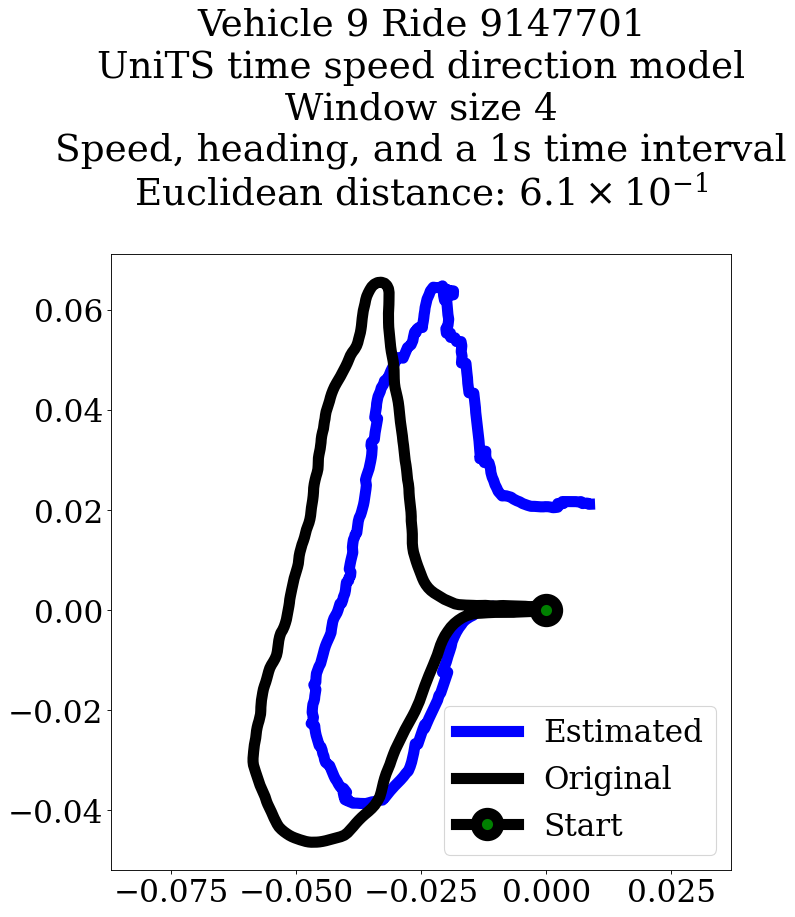 Vehicle 9 Ride 9147701
UniTS time speed direction model
Window size 4
Speed, heading, and a 1s time interval
Euclidean distance: 6.1 × 10⁻¹
0.06
0.04
0.02
0.00
−0.02
−0.04
Estimated
Original
Start
−0.075 −0.050 −0.025 0.000 0.025